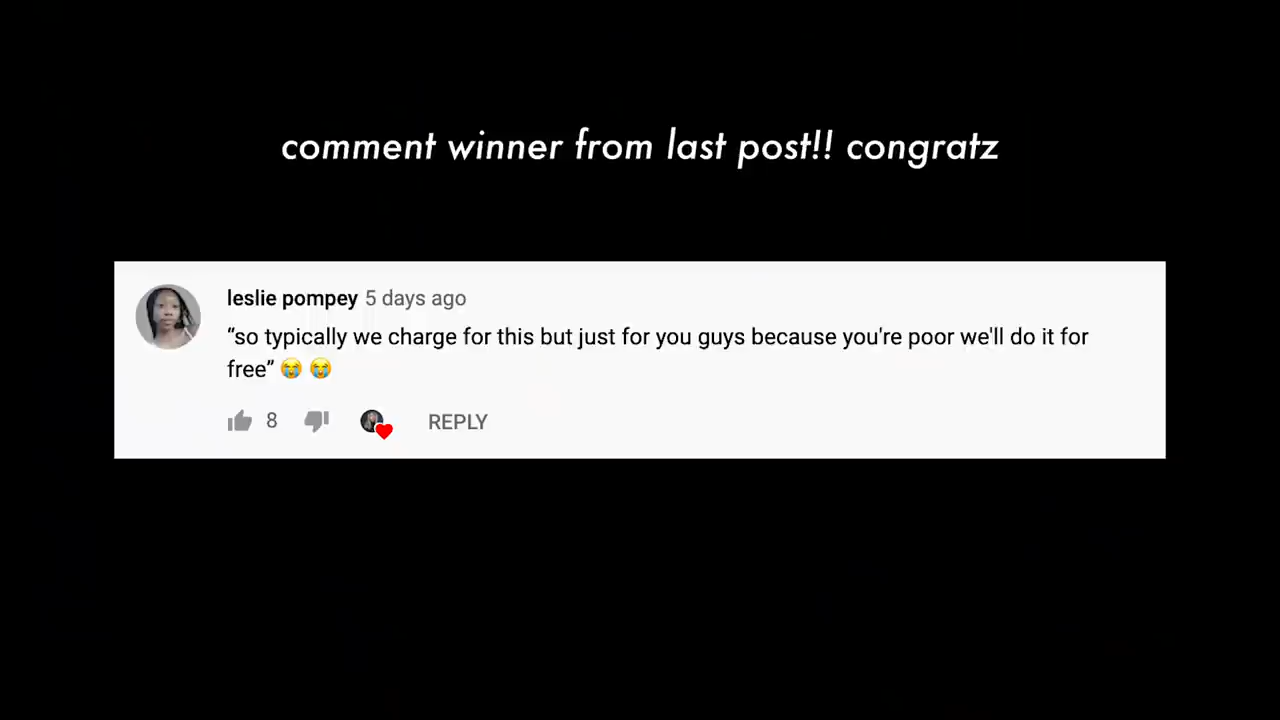 comment winner from last post!! congratz
leslie pompey 5 days ago
“so typically we charge for this but just for you guys because you're poor we'll do it for
free” 😭 😭
8 REPLY